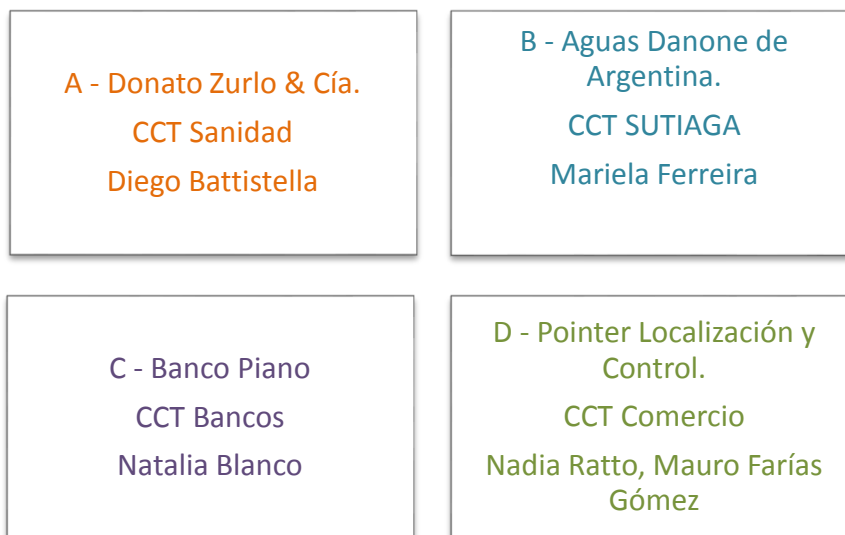 A - Donato Zurlo & Cía.
CCT Sanidad
Diego Battistella
B - Aguas Danone de
Argentina.
CCT SUTIAGA
Mariela Ferreira
C - Banco Piano
CCT Bancos
Natalia Blanco
D - Pointer Localización y
Control.
CCT Comercio
Nadia Ratto, Mauro Farías
Gómez